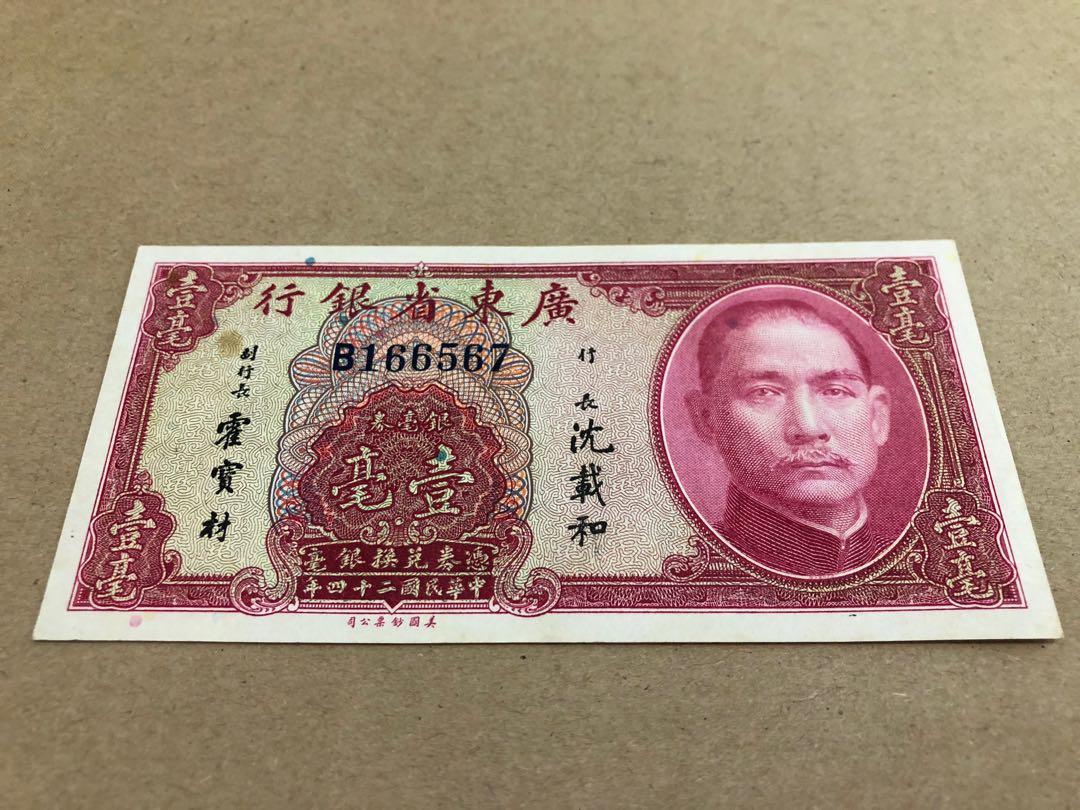 壹毫
廣東省銀行
壹毫
B166567
行長
沈載和
副行長
霍寶材
銀毫券
壹毫
憑券兌換銀毫
中華民國二十四年
壹毫
壹毫
美國鈔票公司